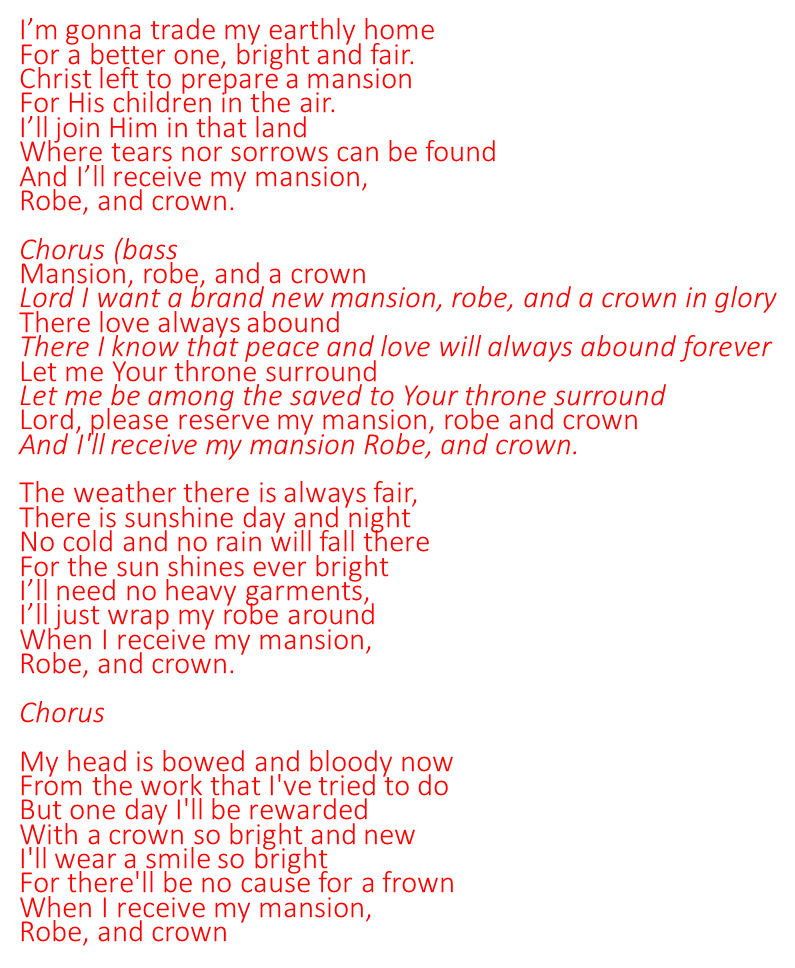 I’m gonna trade my earthly home
For a better one, bright and fair.
Christ left to prepare a mansion
For His children in the air.
I’ll join Him in that land
Where tears nor sorrows can be found
And I’ll receive my mansion,
Robe, and crown.
Chorus (bass
Mansion, robe, and a crown
Lord I want a brand new mansion, robe, and a crown in glory
There love always abound
There I know that peace and love will always abound forever
Let me Your throne surround
Let me be among the saved to Your throne surround
Lord, please reserve my mansion, robe and crown
And I'll receive my mansion Robe, and crown.
The weather there is always fair,
There is sunshine day and night
No cold and no rain will fall there
For the sun shines ever bright
I’ll need no heavy garments,
I’ll just wrap my robe around
When I receive my mansion,
Robe, and crown.
Chorus
My head is bowed and bloody now
From the work that I've tried to do
But one day I'll be rewarded
With a crown so bright and new
I'll wear a smile so bright
For there'll be no cause for a frown
When I receive my mansion,
Robe, and crown